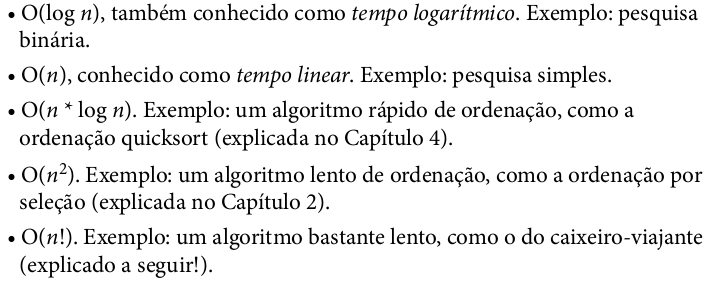 • O(log n), também conhecido como tempo logarítmico. Exemplo: pesquisa
binária.
• O(n), conhecido como tempo linear. Exemplo: pesquisa simples.
• O(n * log n). Exemplo: um algoritmo rápido de ordenação, como a
ordenação quicksort (explicada no Capítulo 4).
• O(n²). Exemplo: um algoritmo lento de ordenação, como a ordenação por
seleção (explicada no Capítulo 2).
• O(n!). Exemplo: um algoritmo bastante lento, como o do caixeiro-viajante
(explicado a seguir!).